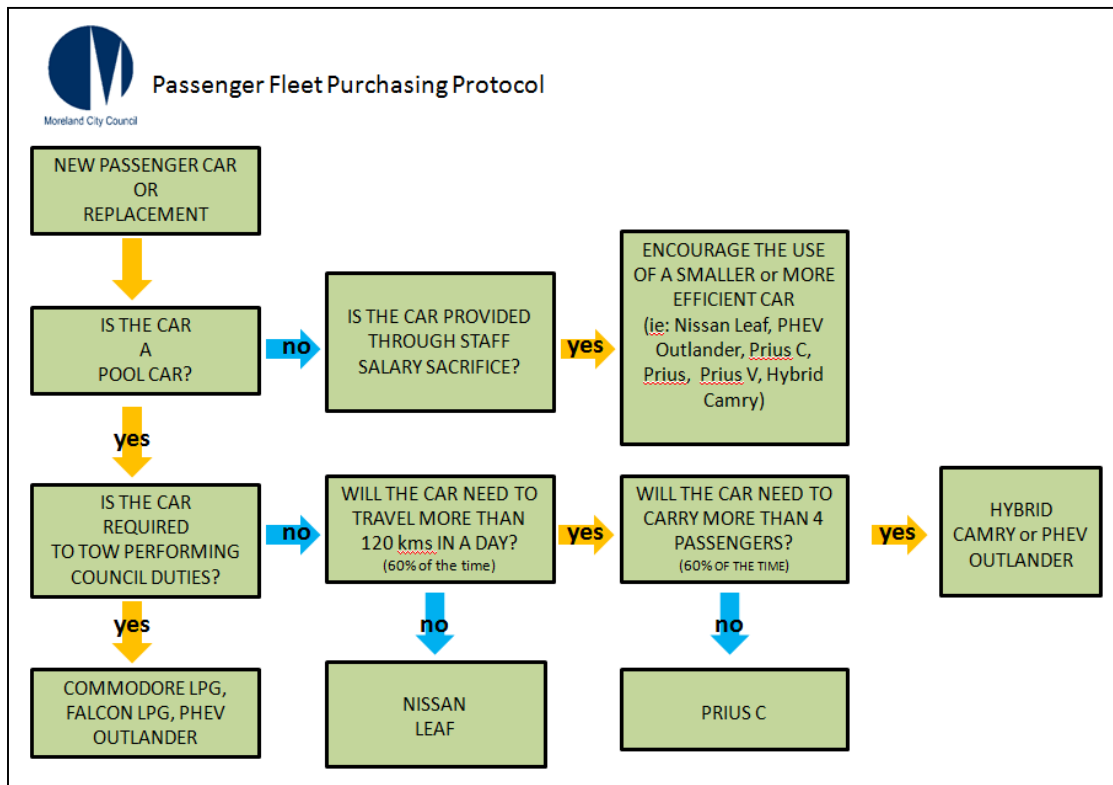 Passenger Fleet Purchasing Protocol
Moreland City Council
NEW PASSENGER CAR
OR
REPLACEMENT
IS THE CAR
A
POOL CAR?
no
IS THE CAR PROVIDED
THROUGH STAFF
SALARY SACRIFICE?
yes
ENCOURAGE THE USE
OF A SMALLER or MORE
EFFICIENT CAR
(ie: Nissan Leaf, PHEV
Outlander, Prius C,
Prius, Prius V, Hybrid
Camry)
yes
IS THE CAR
REQUIRED
TO TOW PERFORMING
COUNCIL DUTIES?
no
WILL THE CAR NEED TO
TRAVEL MORE THAN
120 kms IN A DAY?
(60% of the time)
yes
WILL THE CAR NEED TO
CARRY MORE THAN 4
PASSENGERS?
(60% OF THE TIME)
yes
HYBRID
CAMRY or PHEV
OUTLANDER
yes
no
no
COMMODORE LPG,
FALCON LPG, PHEV
OUTLANDER
NISSAN
LEAF
PRIUS C